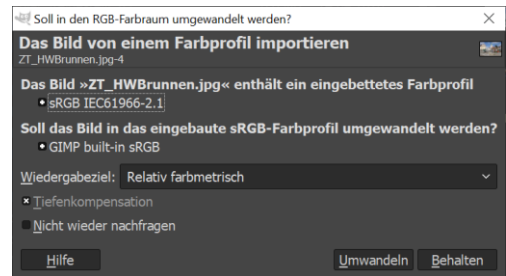 Soll in den RGB-Farbraum umgewandelt werden?
Das Bild von einem Farbprofil importieren
ZT_HWBrunnen.jpg-4
Das Bild »ZT_HWBrunnen.jpg« enthält ein eingebettetes Farbprofil
sRGB IEC61966-2.1
Soll das Bild in das eingebaute sRGB-Farbprofil umgewandelt werden?
GIMP built-in sRGB
Wiedergabeziel: Relativ farbmetrisch
Tiefenkompensation
Nicht wieder nachfragen
Hilfe Umwandeln Behalten